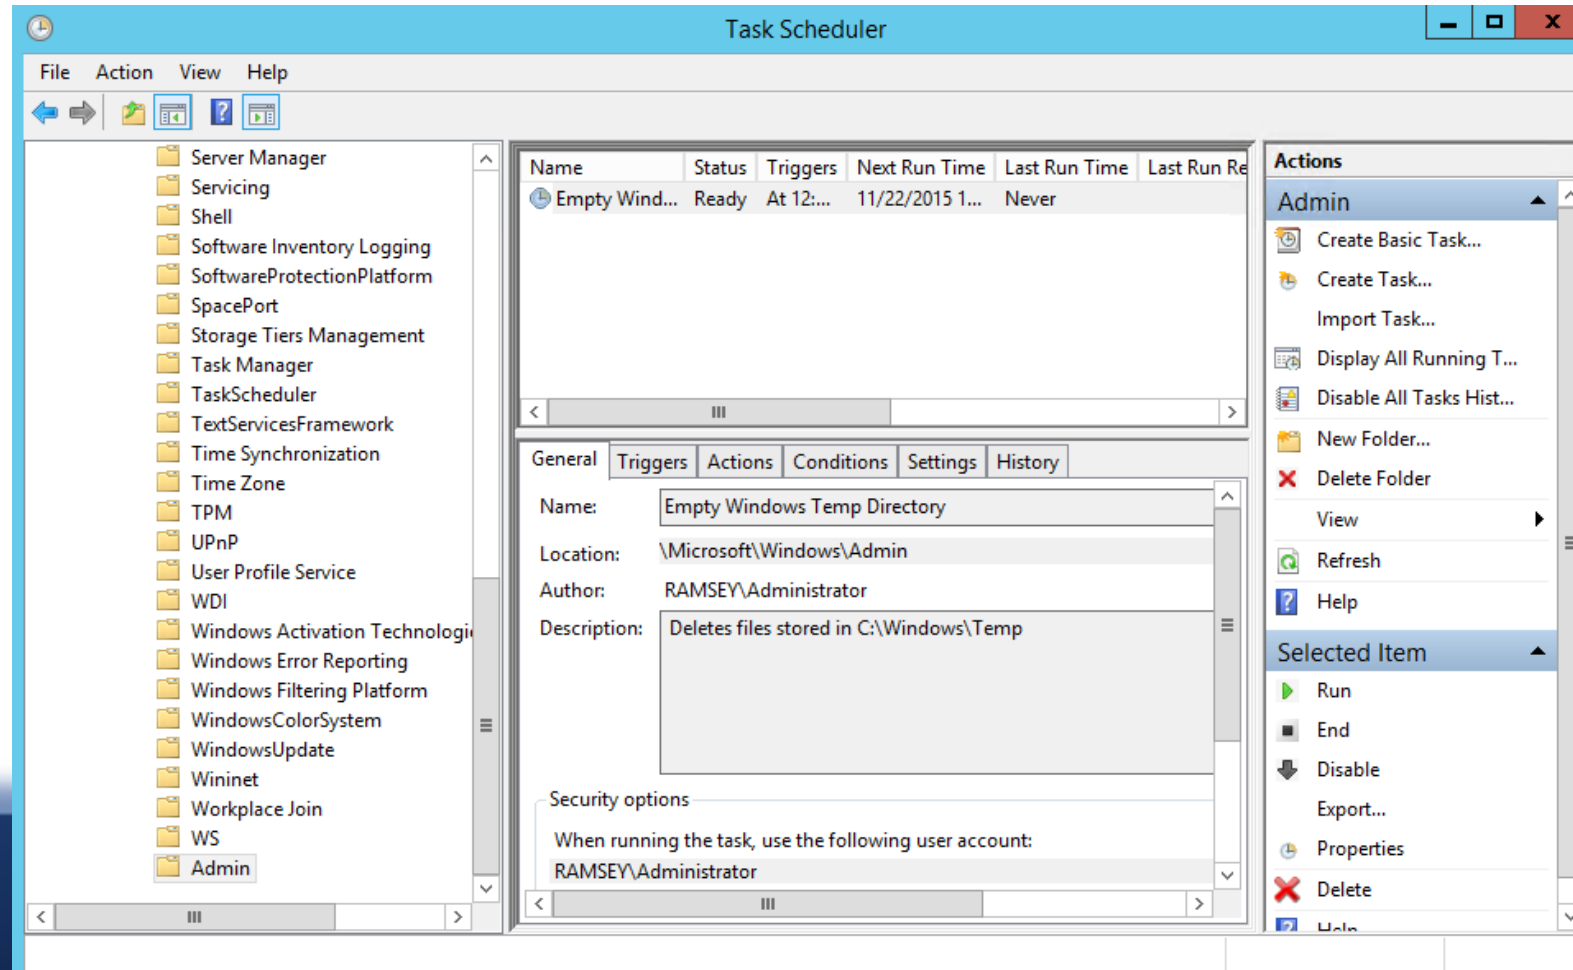 Task Scheduler
File Action View Help
Server Manager
Servicing
Shell
Software Inventory Logging
SoftwareProtectionPlatform
SpacePort
Storage Tiers Management
Task Manager
TaskScheduler
TextServicesFramework
Time Synchronization
Time Zone
TPM
UPnP
User Profile Service
WDI
Windows Activation Technologi
Windows Error Reporting
Windows Filtering Platform
WindowsColorSystem
WindowsUpdate
Wininet
Workplace Join
WS
Admin
Name Status Triggers Next Run Time Last Run Time Last Run Re
Empty Wind... Ready At 12:... 11/22/2015 1... Never
General Triggers Actions Conditions Settings History
Name: Empty Windows Temp Directory
Location: \Microsoft\Windows\Admin
Author: RAMSEY\Administrator
Description: Deletes files stored in C:\Windows\Temp
Security options
When running the task, use the following user account:
RAMSEY\Administrator
Actions
Admin
Create Basic Task...
Create Task...
Import Task...
Display All Running T...
Disable All Tasks Hist...
New Folder...
Delete Folder
View
Refresh
Help
Selected Item
Run
End
Disable
Export...
Properties
Delete
Help